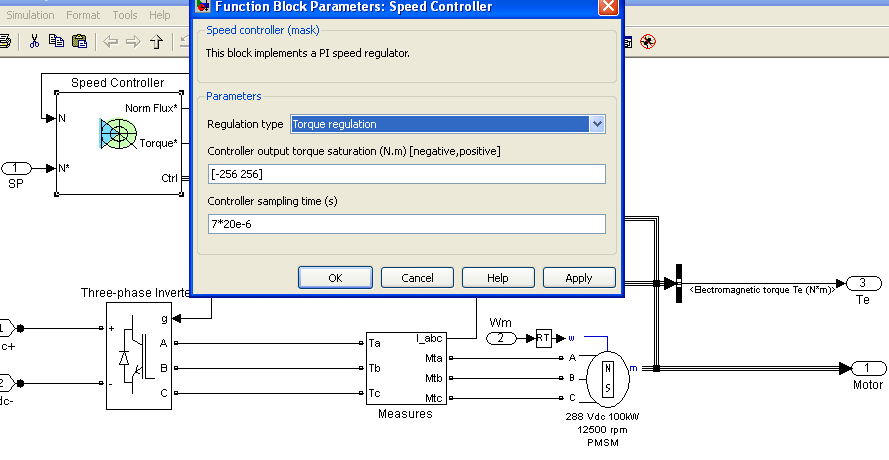 Function Block Parameters: Speed Controller
Simulation Format Tools Help
Speed controller (mask)
This block implements a PI speed regulator.
Parameters
Regulation type Torque regulation
Controller output torque saturation (N.m) [negative,positive]
[-256 256]
Controller sampling time (s)
7*20e-6
OK Cancel Help Apply
Speed Controller
N
Norm Flux*
Torque*
1
N*
SP
Ctrl
<Electromagnetic torque Te (N*m)>
3
Te
Three-phase Inverte
g
+
A
B
-
C
c+
2
dc-
I_abc
Ta
Mta
Tb
Mtb
Tc
Mtc
Measures
Wm
2
RT
w
A
B
C
N
S
m
1
Motor
288 Vdc 100kW
12500 rpm
PMSM